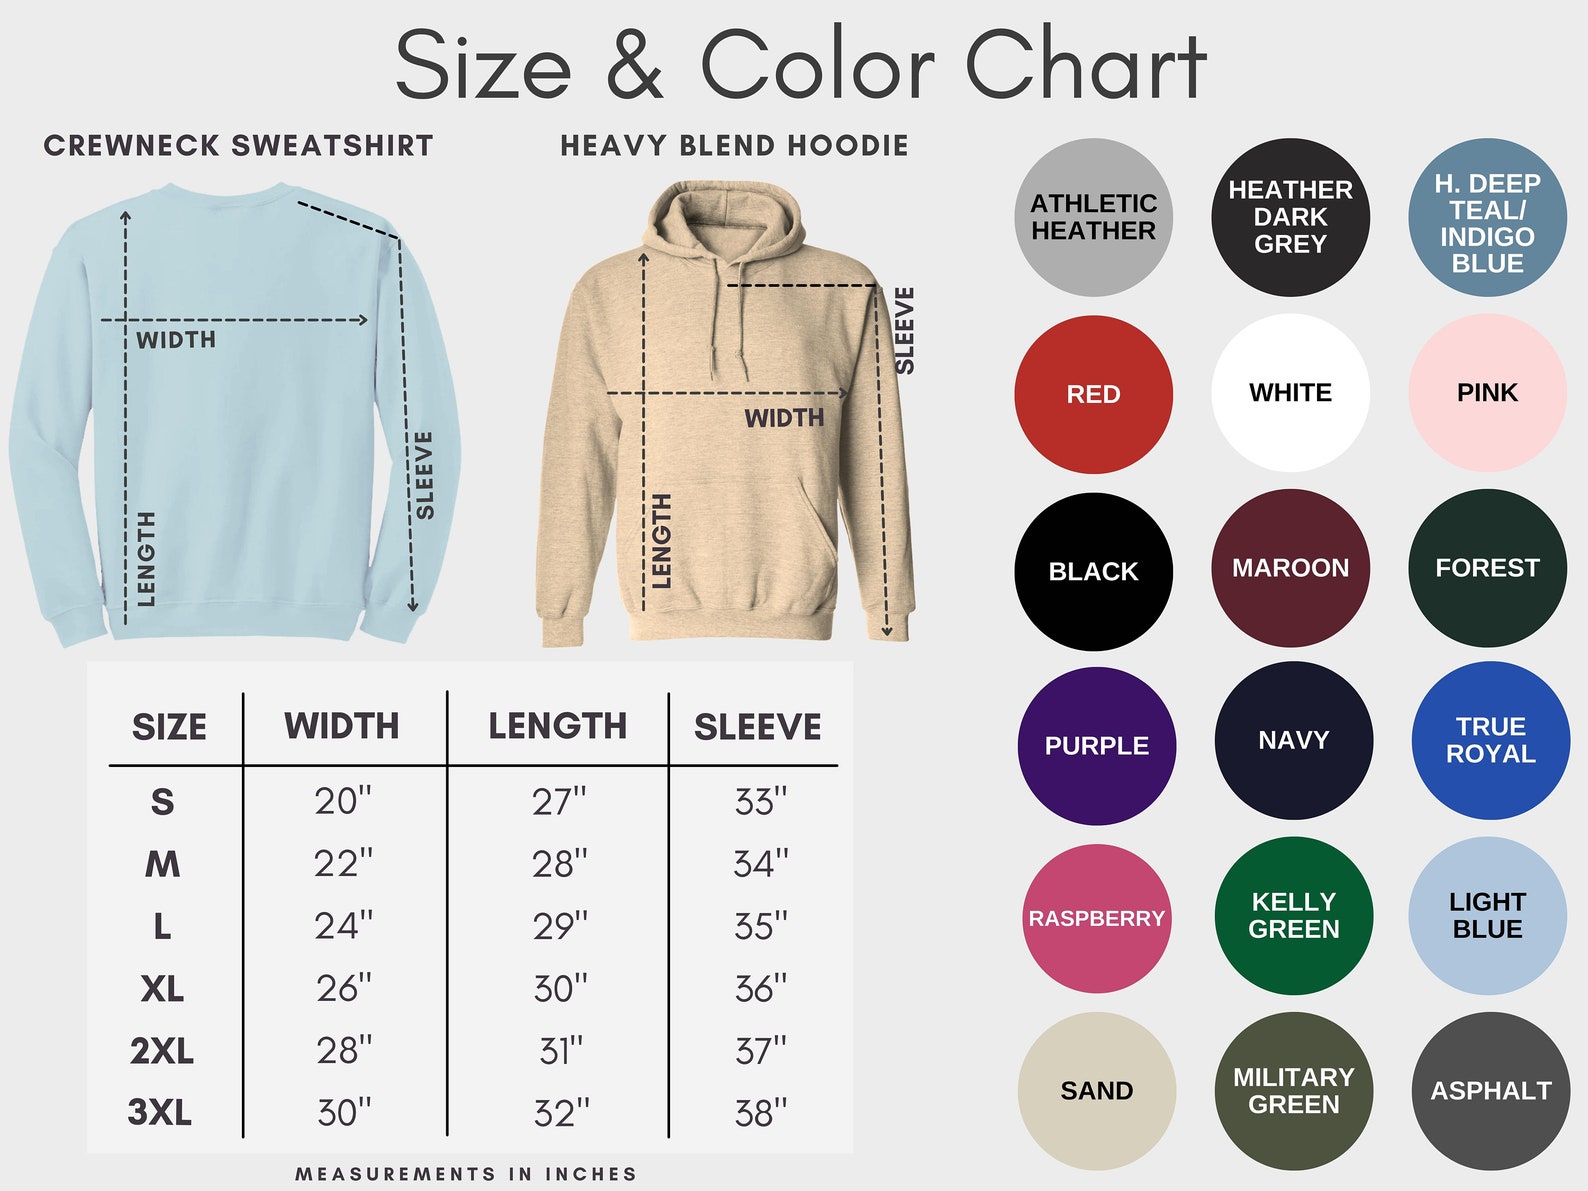 Size & Color Chart
CREWNECK SWEATSHIRT
HEAVY BLEND HOODIE
WIDTH
LENGTH
SLEEVE
WIDTH
LENGTH
SLEEVE
SIZE WIDTH LENGTH SLEEVE
S 20" 27" 33"
M 22" 28" 34"
L 24" 29" 35"
XL 26" 30" 36"
2XL 28" 31" 37"
3XL 30" 32" 38"
MEASUREMENTS IN INCHES
ATHLETIC
HEATHER
HEATHER
DARK
GREY
H. DEEP
TEAL/
INDIGO
BLUE
RED
WHITE
PINK
BLACK
MAROON
FOREST
PURPLE
NAVY
TRUE
ROYAL
RASPBERRY
KELLY
GREEN
LIGHT
BLUE
SAND
MILITARY
GREEN
ASPHALT